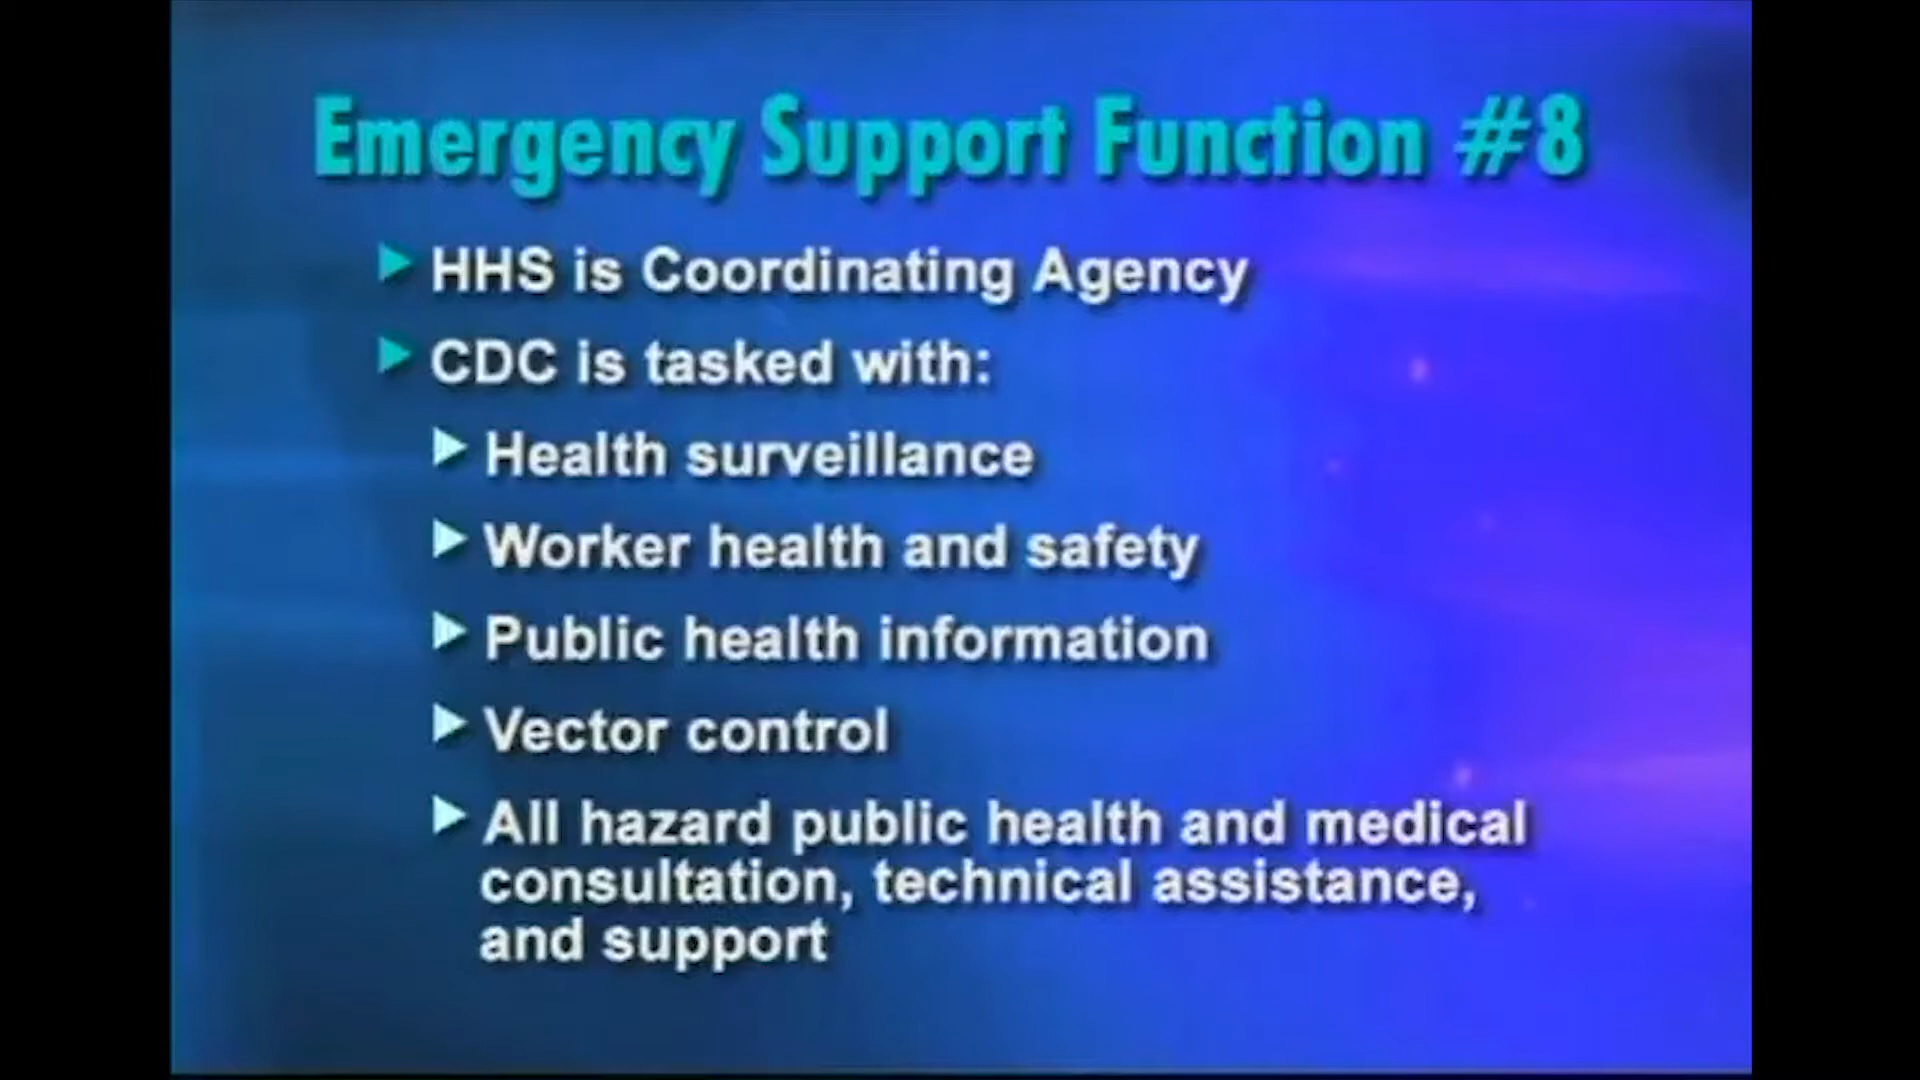 Emergency Support Function #8
HHS is Coordinating Agency
CDC is tasked with:
Health surveillance
Worker health and safety
Public health information
Vector control
All hazard public health and medical
consultation, technical assistance,
and support